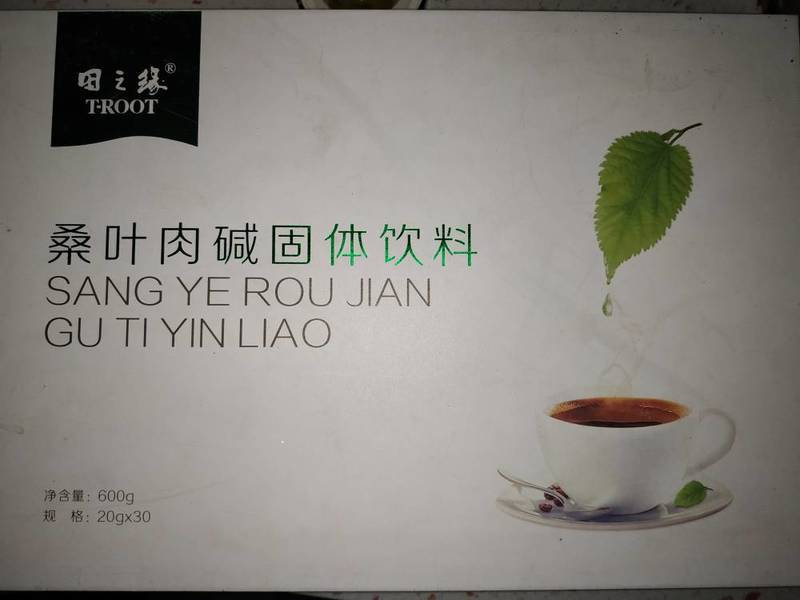 田之缘®
T·ROOT
桑叶肉碱固体饮料
SANG YE ROU JIAN
GU TI YIN LIAO
净含量：600g
规 格：20gx30